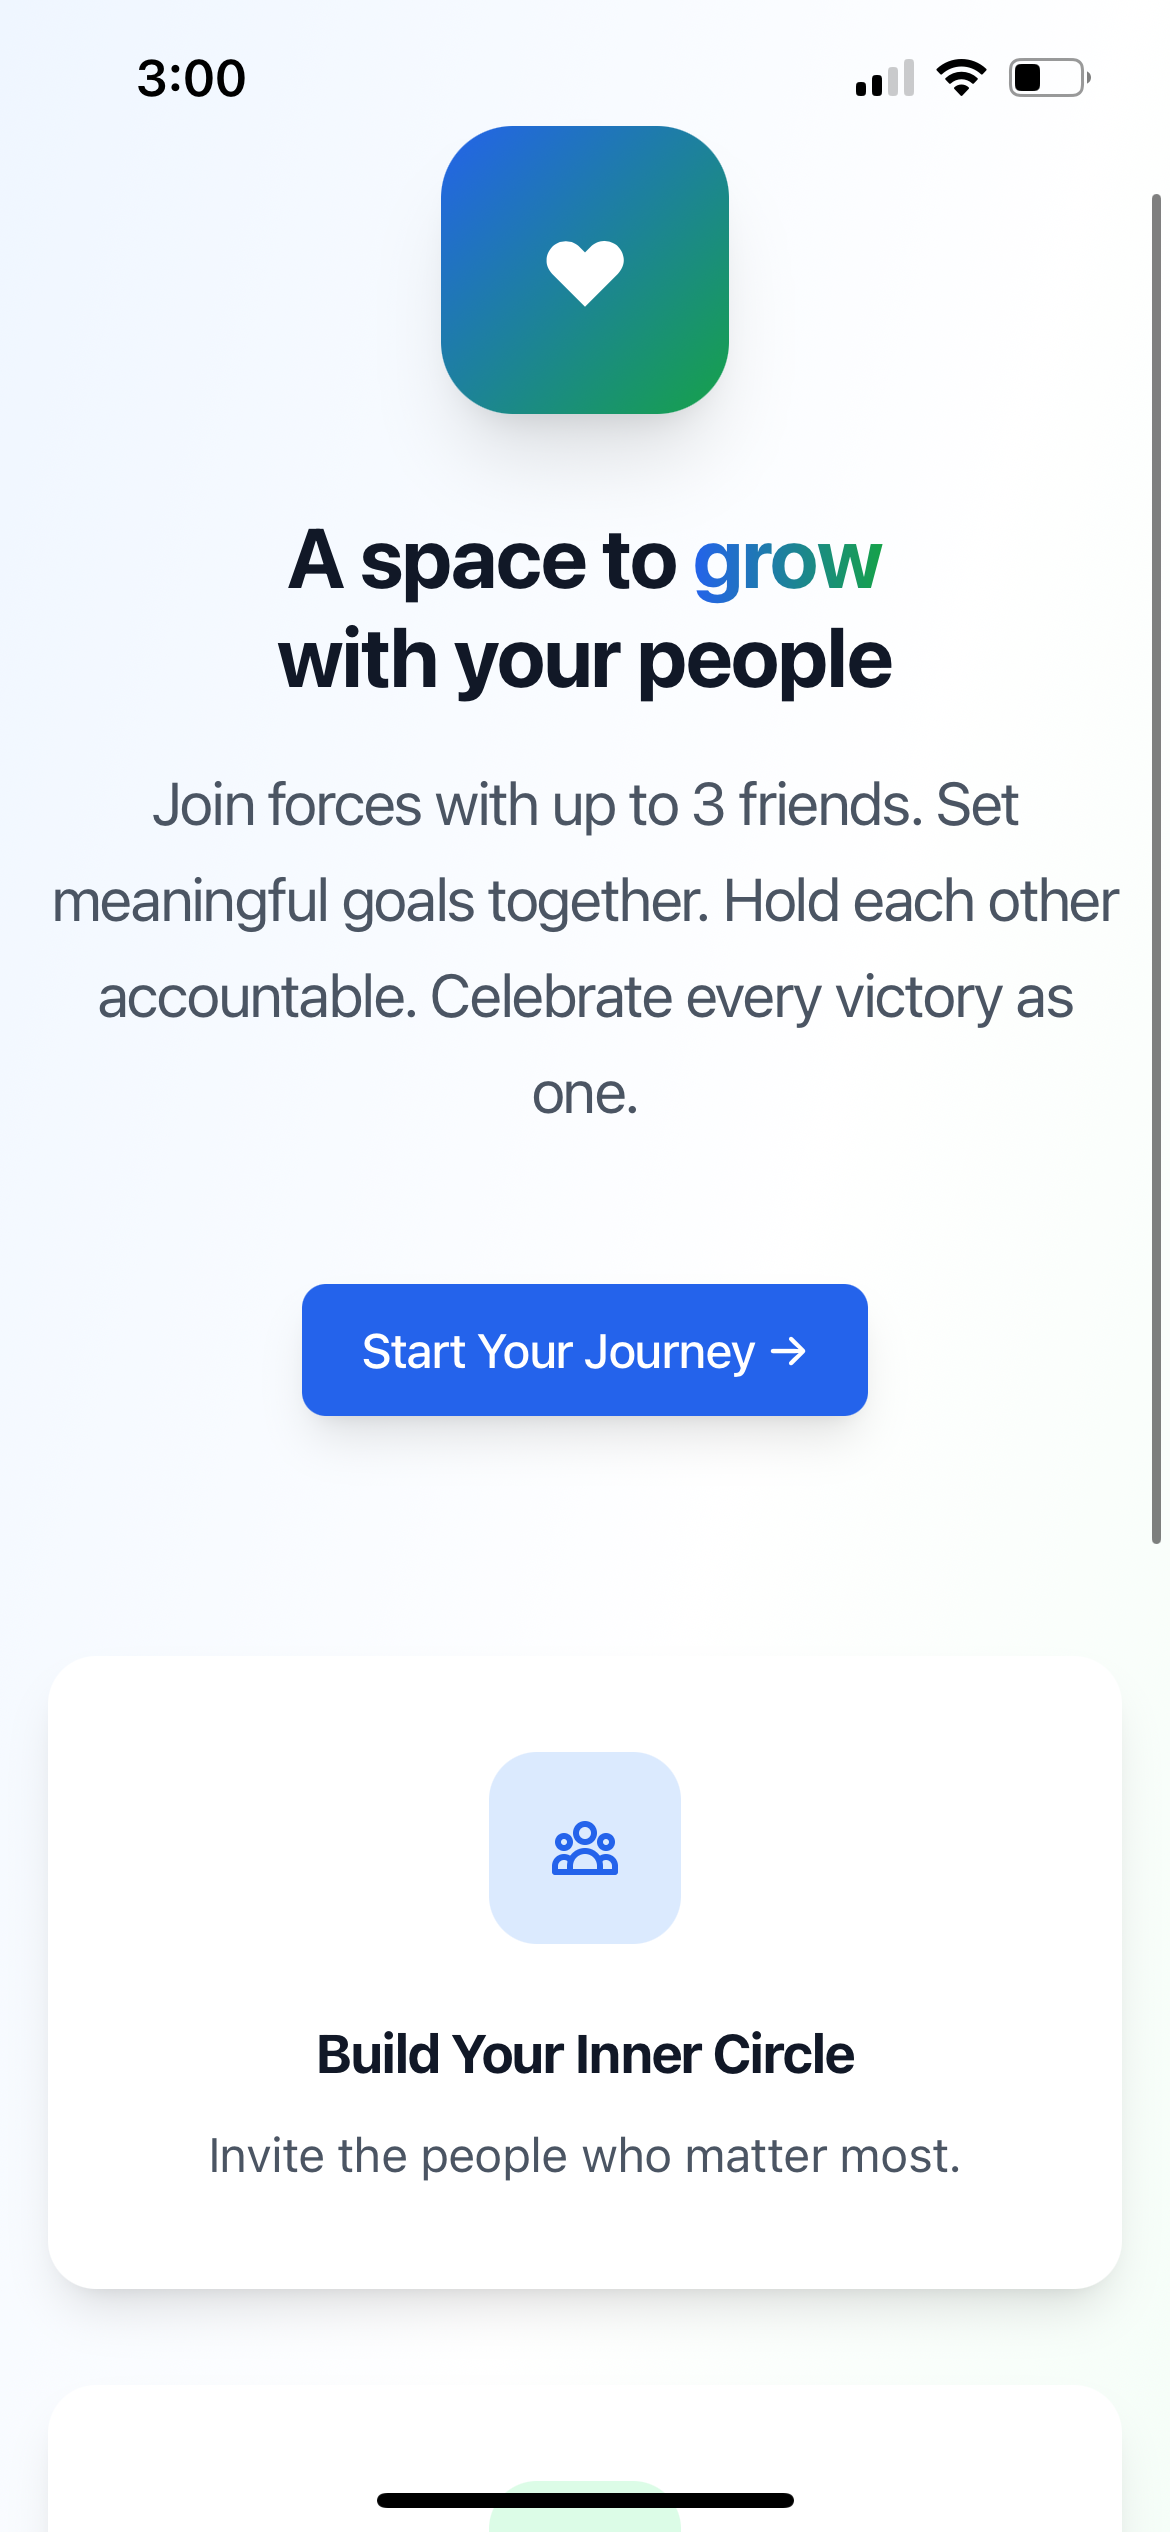 3:00
A space to grow
with your people
Join forces with up to 3 friends. Set
meaningful goals together. Hold each other
accountable. Celebrate every victory as
one.
Start Your Journey →
Build Your Inner Circle
Invite the people who matter most.